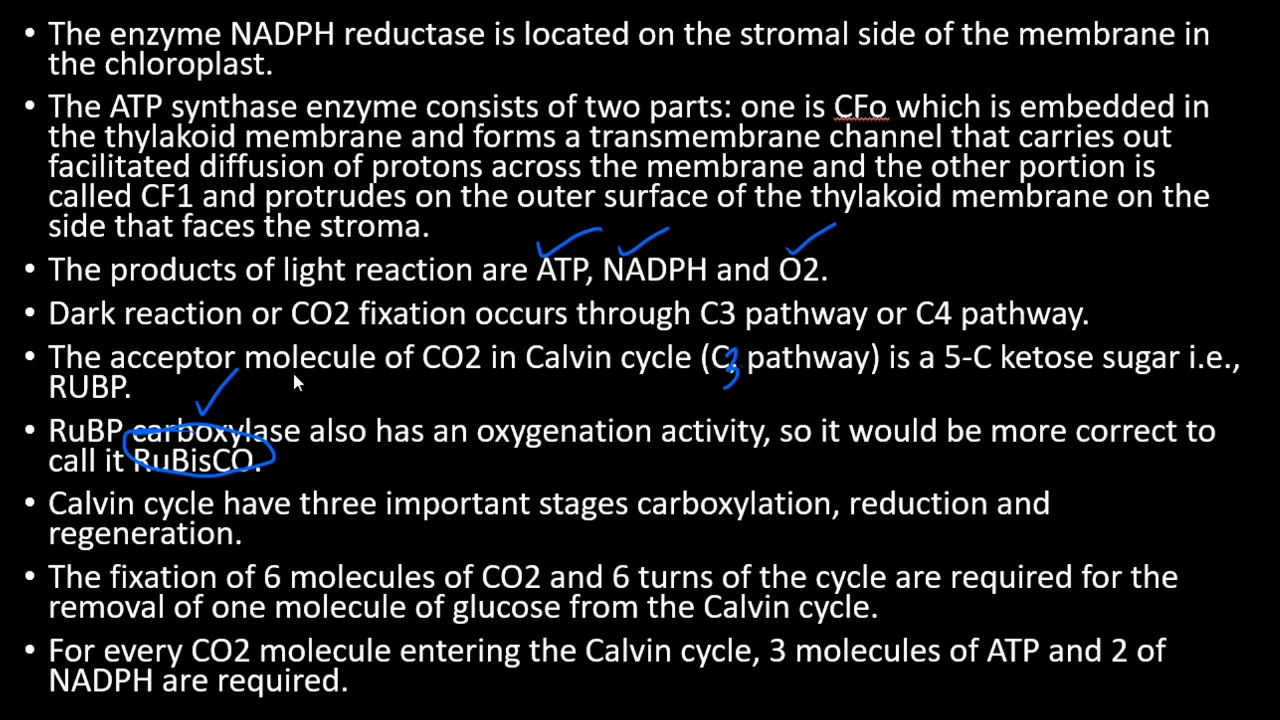 • The enzyme NADPH reductase is located on the stromal side of the membrane in
the chloroplast.
• The ATP synthase enzyme consists of two parts: one is CFo which is embedded in
the thylakoid membrane and forms a transmembrane channel that carries out
facilitated diffusion of protons across the membrane and the other portion is
called CF1 and protrudes on the outer surface of the thylakoid membrane on the
side that faces the stroma.
• The products of light reaction are ATP, NADPH and O2.
• Dark reaction or CO2 fixation occurs through C3 pathway or C4 pathway.
• The acceptor molecule of CO2 in Calvin cycle (C3 pathway) is a 5-C ketose sugar i.e.,
RUBP.
• RuBP carboxylase also has an oxygenation activity, so it would be more correct to
call it RuBisCO.
• Calvin cycle have three important stages carboxylation, reduction and
regeneration.
• The fixation of 6 molecules of CO2 and 6 turns of the cycle are required for the
removal of one molecule of glucose from the Calvin cycle.
• For every CO2 molecule entering the Calvin cycle, 3 molecules of ATP and 2 of
NADPH are required.